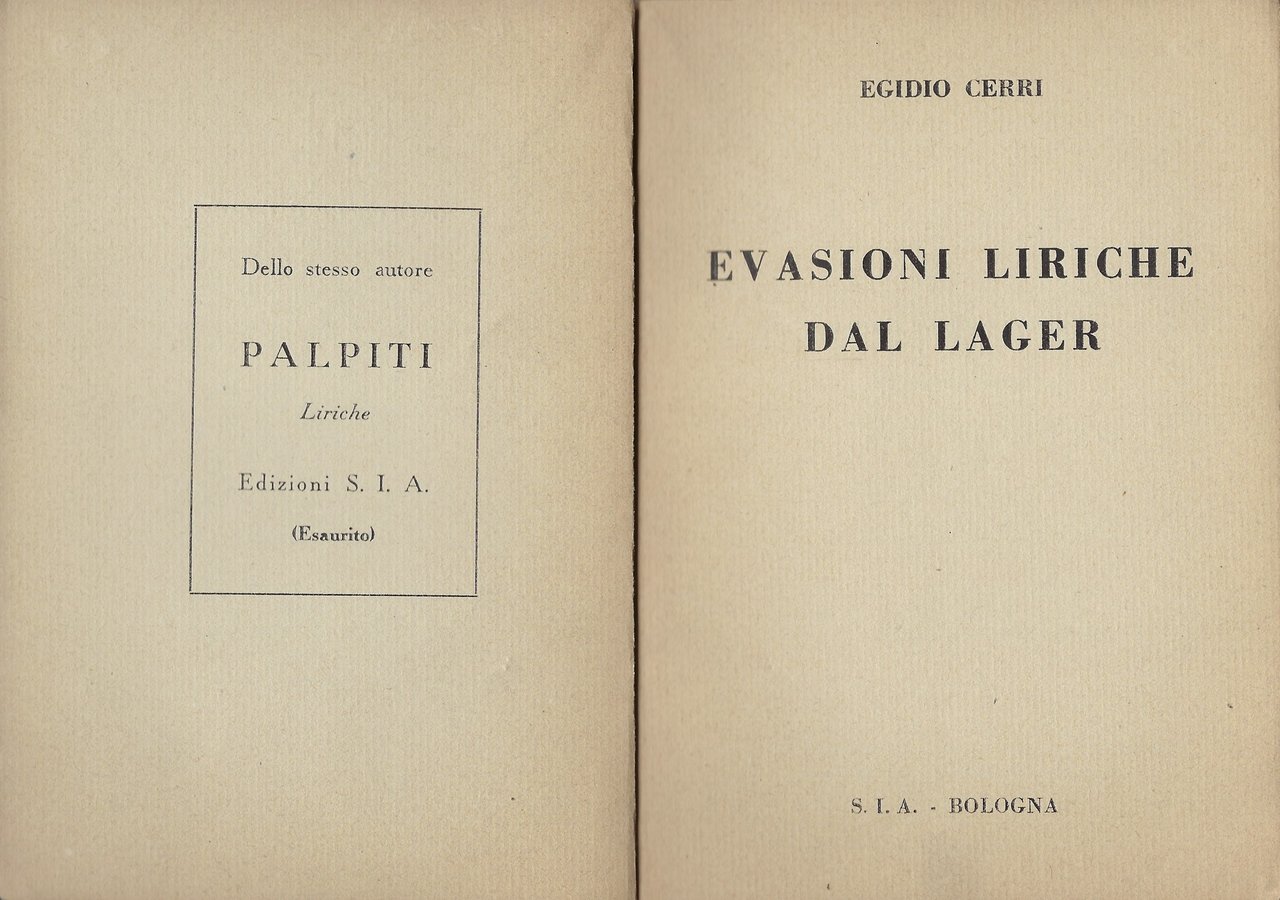 Dello stesso autore
PALPITI
Liriche
Edizioni S. I. A.
(Esaurito)
EGIDIO CERRI
EVASIONI LIRICHE
DAL LAGER
S. I. A. - BOLOGNA